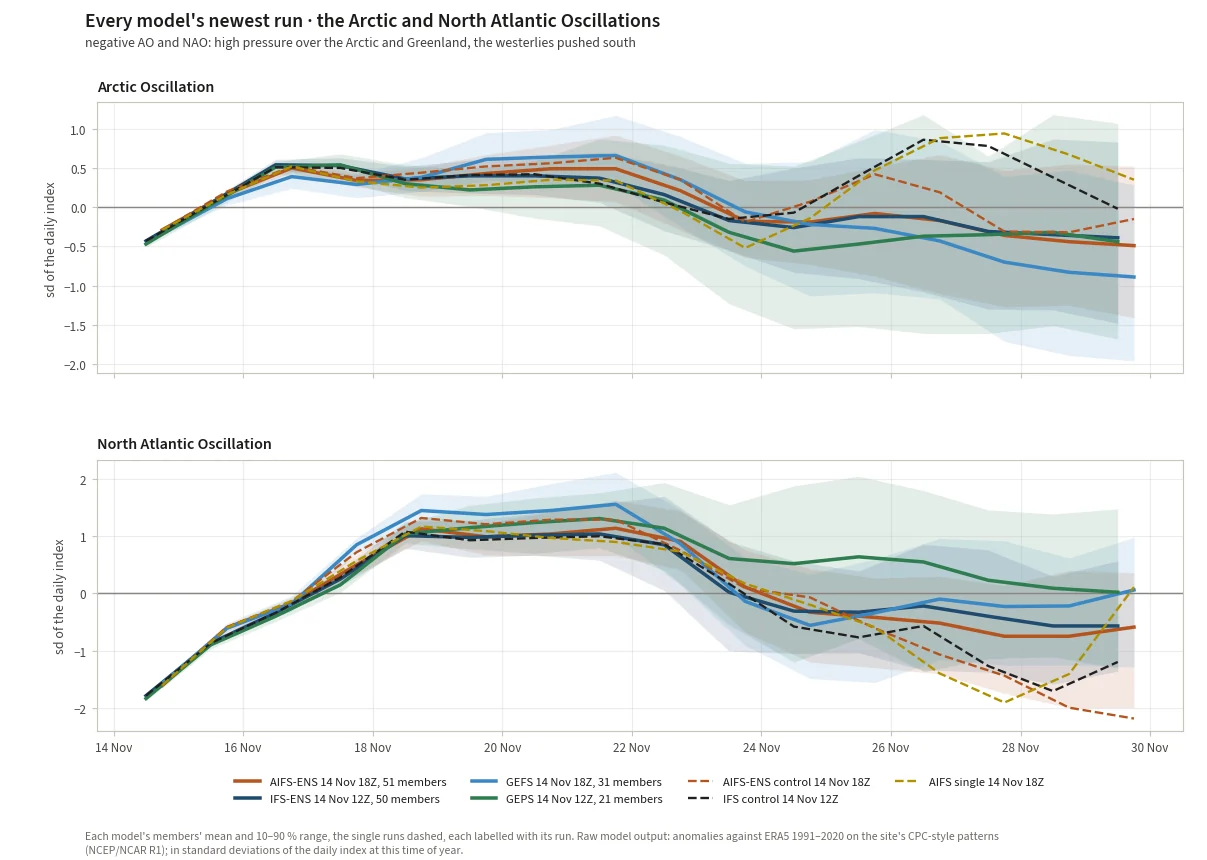 Every model's newest run · the Arctic and North Atlantic Oscillations
negative AO and NAO: high pressure over the Arctic and Greenland, the westerlies pushed south
Arctic Oscillation
sd of the daily index
1.0
0.5
0.0
−0.5
−1.0
−1.5
−2.0
North Atlantic Oscillation
sd of the daily index
2
1
0
−1
−2
14 Nov 16 Nov 18 Nov 20 Nov 22 Nov 24 Nov 26 Nov 28 Nov 30 Nov
AIFS-ENS 14 Nov 18Z, 51 members GEFS 14 Nov 18Z, 31 members AIFS-ENS control 14 Nov 18Z AIFS single 14 Nov 18Z
IFS-ENS 14 Nov 12Z, 50 members GEPS 14 Nov 12Z, 21 members IFS control 14 Nov 12Z
Each model's members' mean and 10–90 % range, the single runs dashed, each labelled with its run. Raw model output: anomalies against ERA5 1991–2020 on the site's CPC-style patterns
(NCEP/NCAR R1); in standard deviations of the daily index at this time of year.